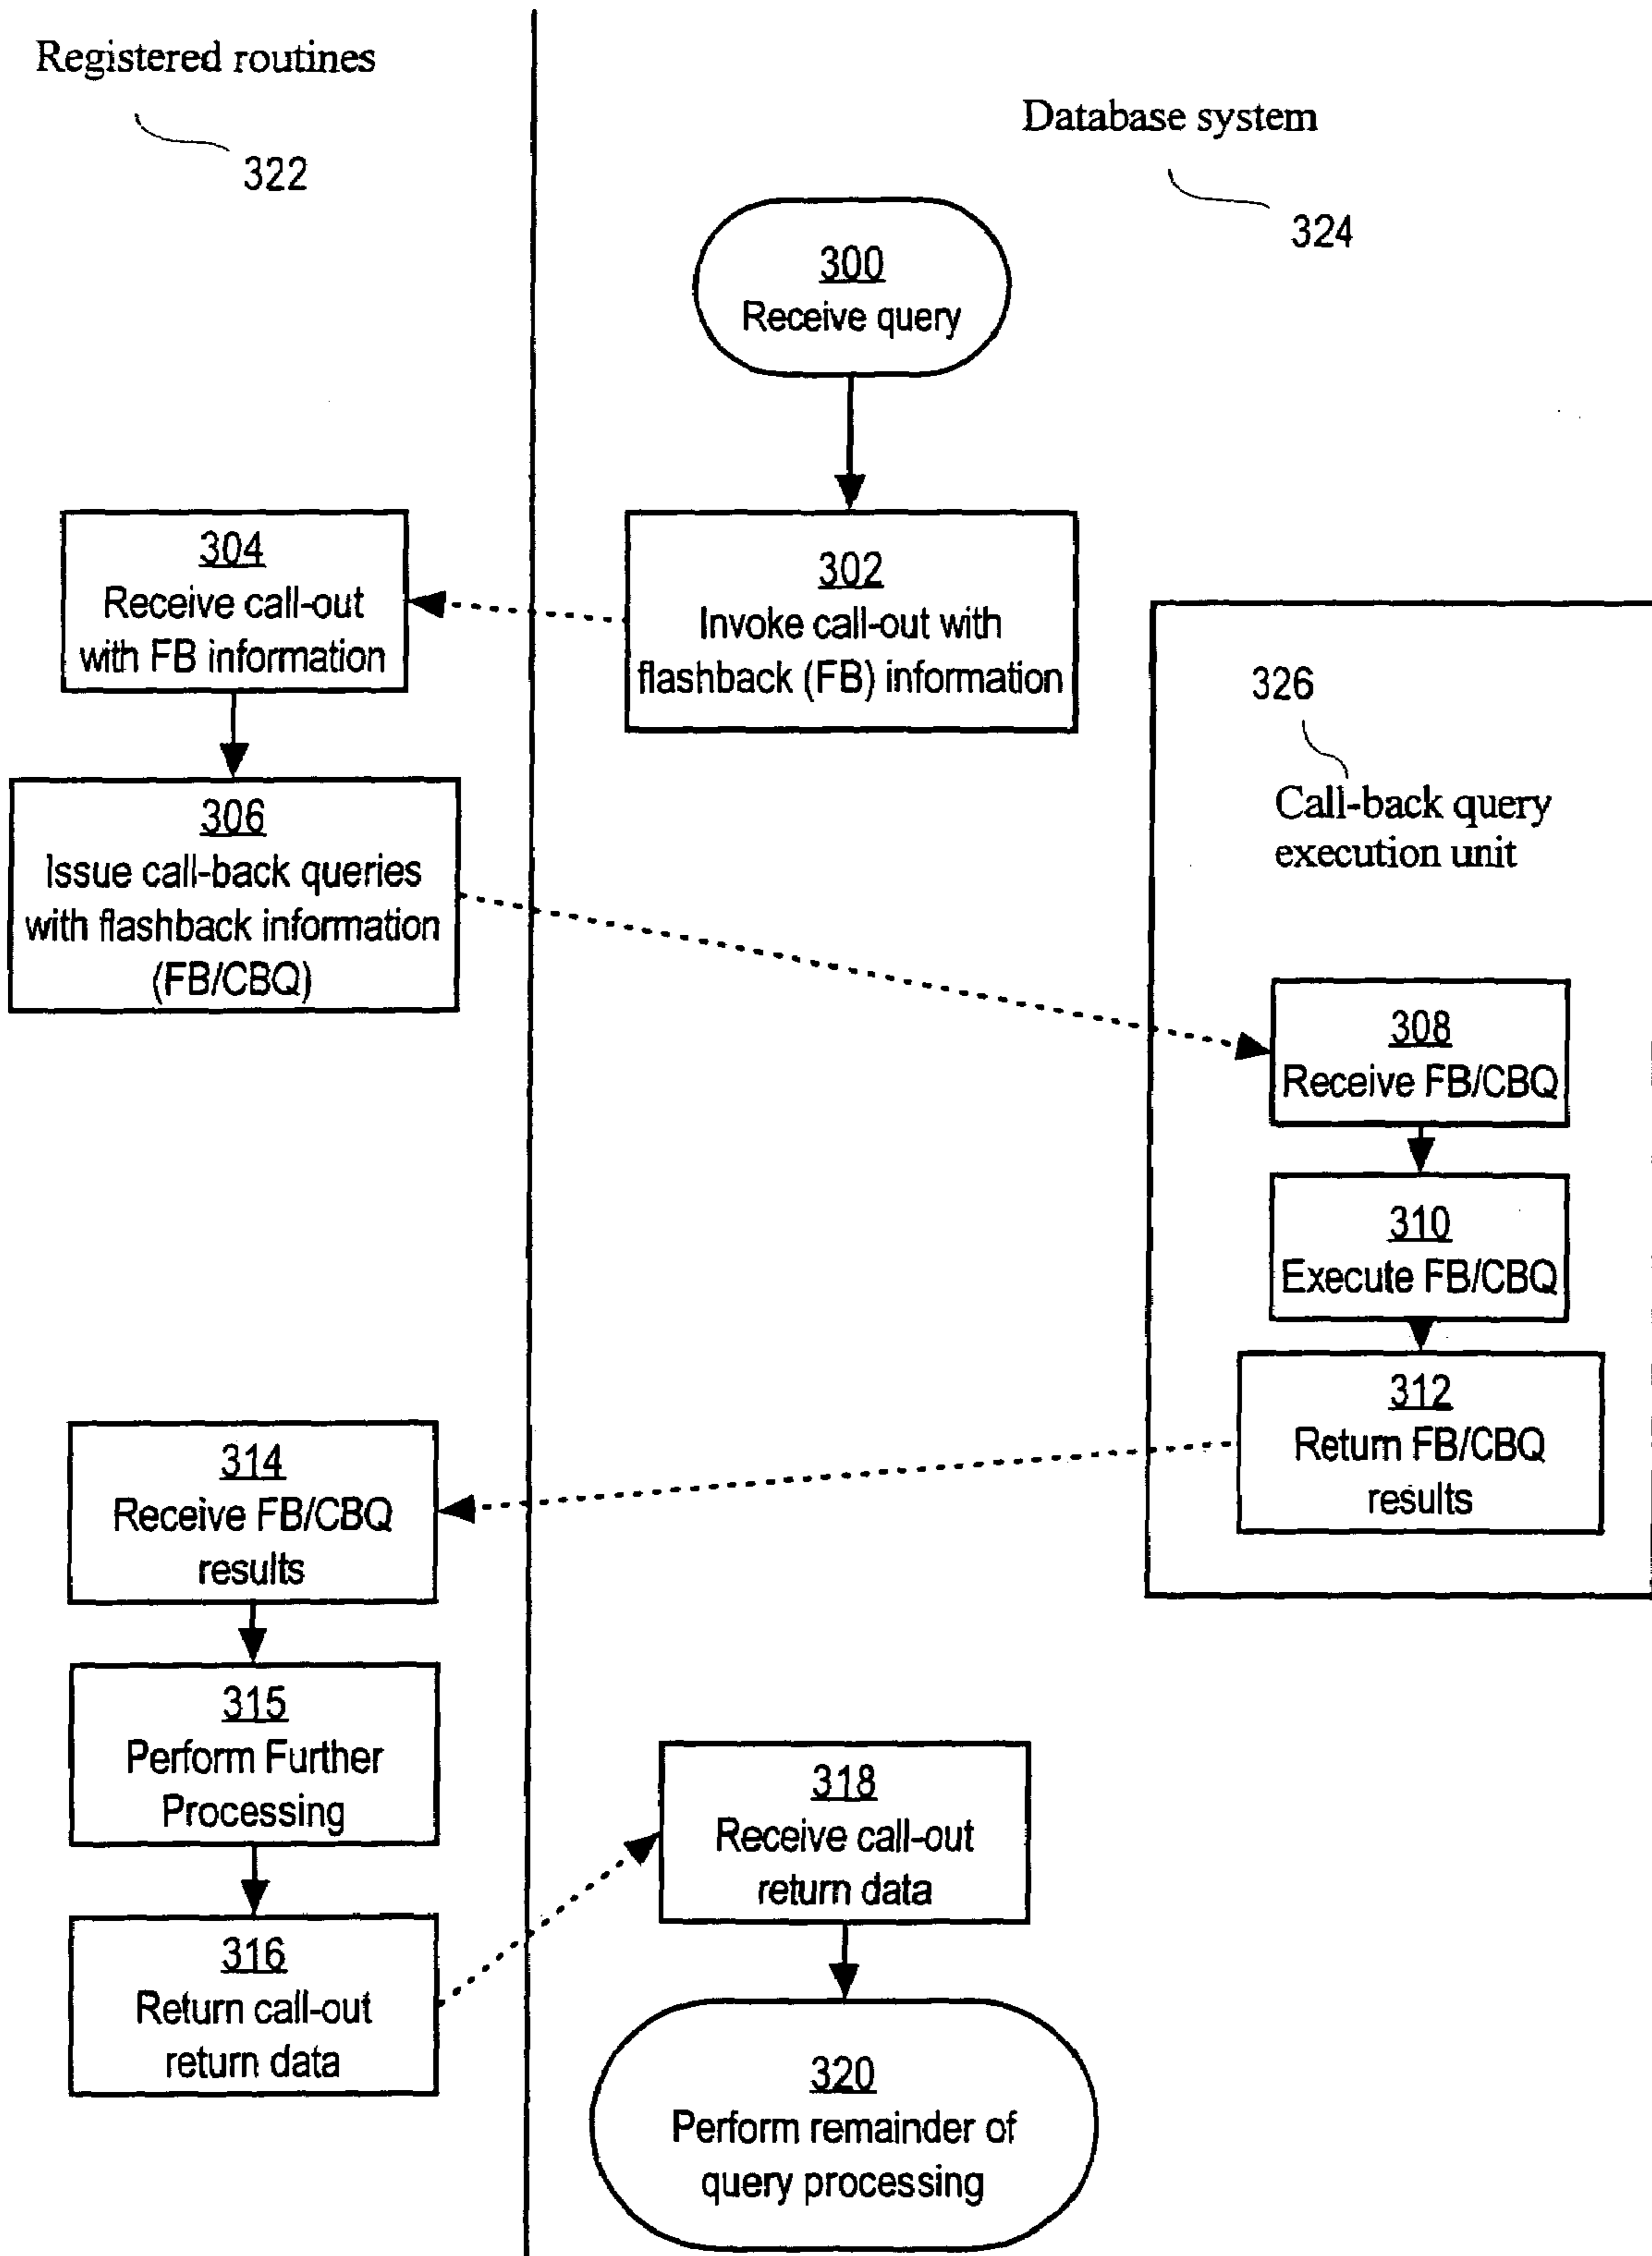 Registered routines
322
Database system
324
300
Receive query
302
Invoke call-out with
flashback (FB) information
304
Receive call-out
with FB information
306
Issue call-back queries
with flashback information
(FB/CBQ)
326
Call-back query
execution unit
308
Receive FB/CBQ
310
Execute FB/CBQ
312
Return FB/CBQ
results
314
Receive FB/CBQ
results
315
Perform Further
Processing
316
Return call-out
return data
318
Receive call-out
return data
320
Perform remainder of
query processing